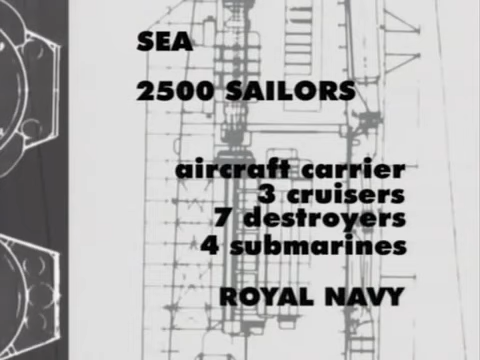 SEA
2500 SAILORS
aircraft carrier
3 cruisers
7 destroyers
4 submarines
ROYAL NAVY